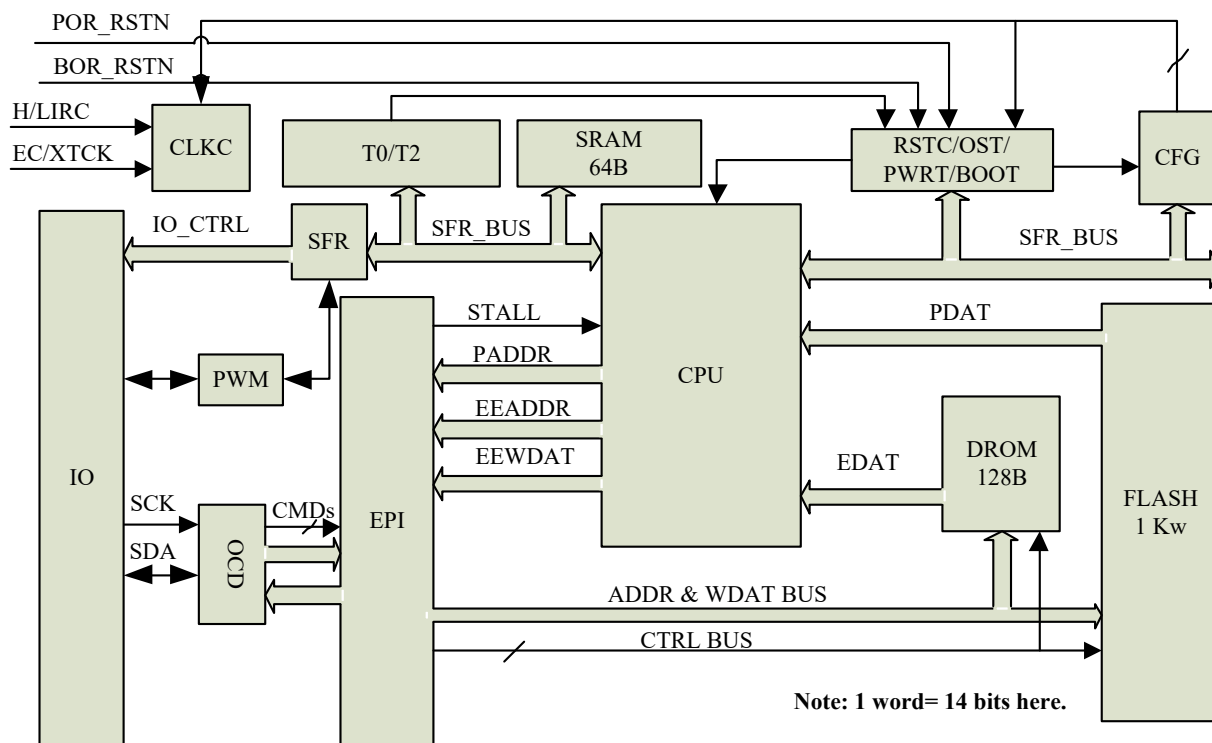 POR_RSTN
BOR_RSTN
H/LIRC
EC/XTCK
CLKC
T0/T2
SRAM
64B
RSTC/OST/
PWRT/BOOT
CFG
IO_CTRL
SFR
SFR_BUS
SFR_BUS
STALL
PADDR
EEADDR
EEWDAT
CPU
PDAT
PWM
IO
EPI
EDAT
DROM
128B
FLASH
1 Kw
SCK
SDA
OCD
CMDs
ADDR & WDAT BUS
CTRL BUS
Note: 1 word= 14 bits here.